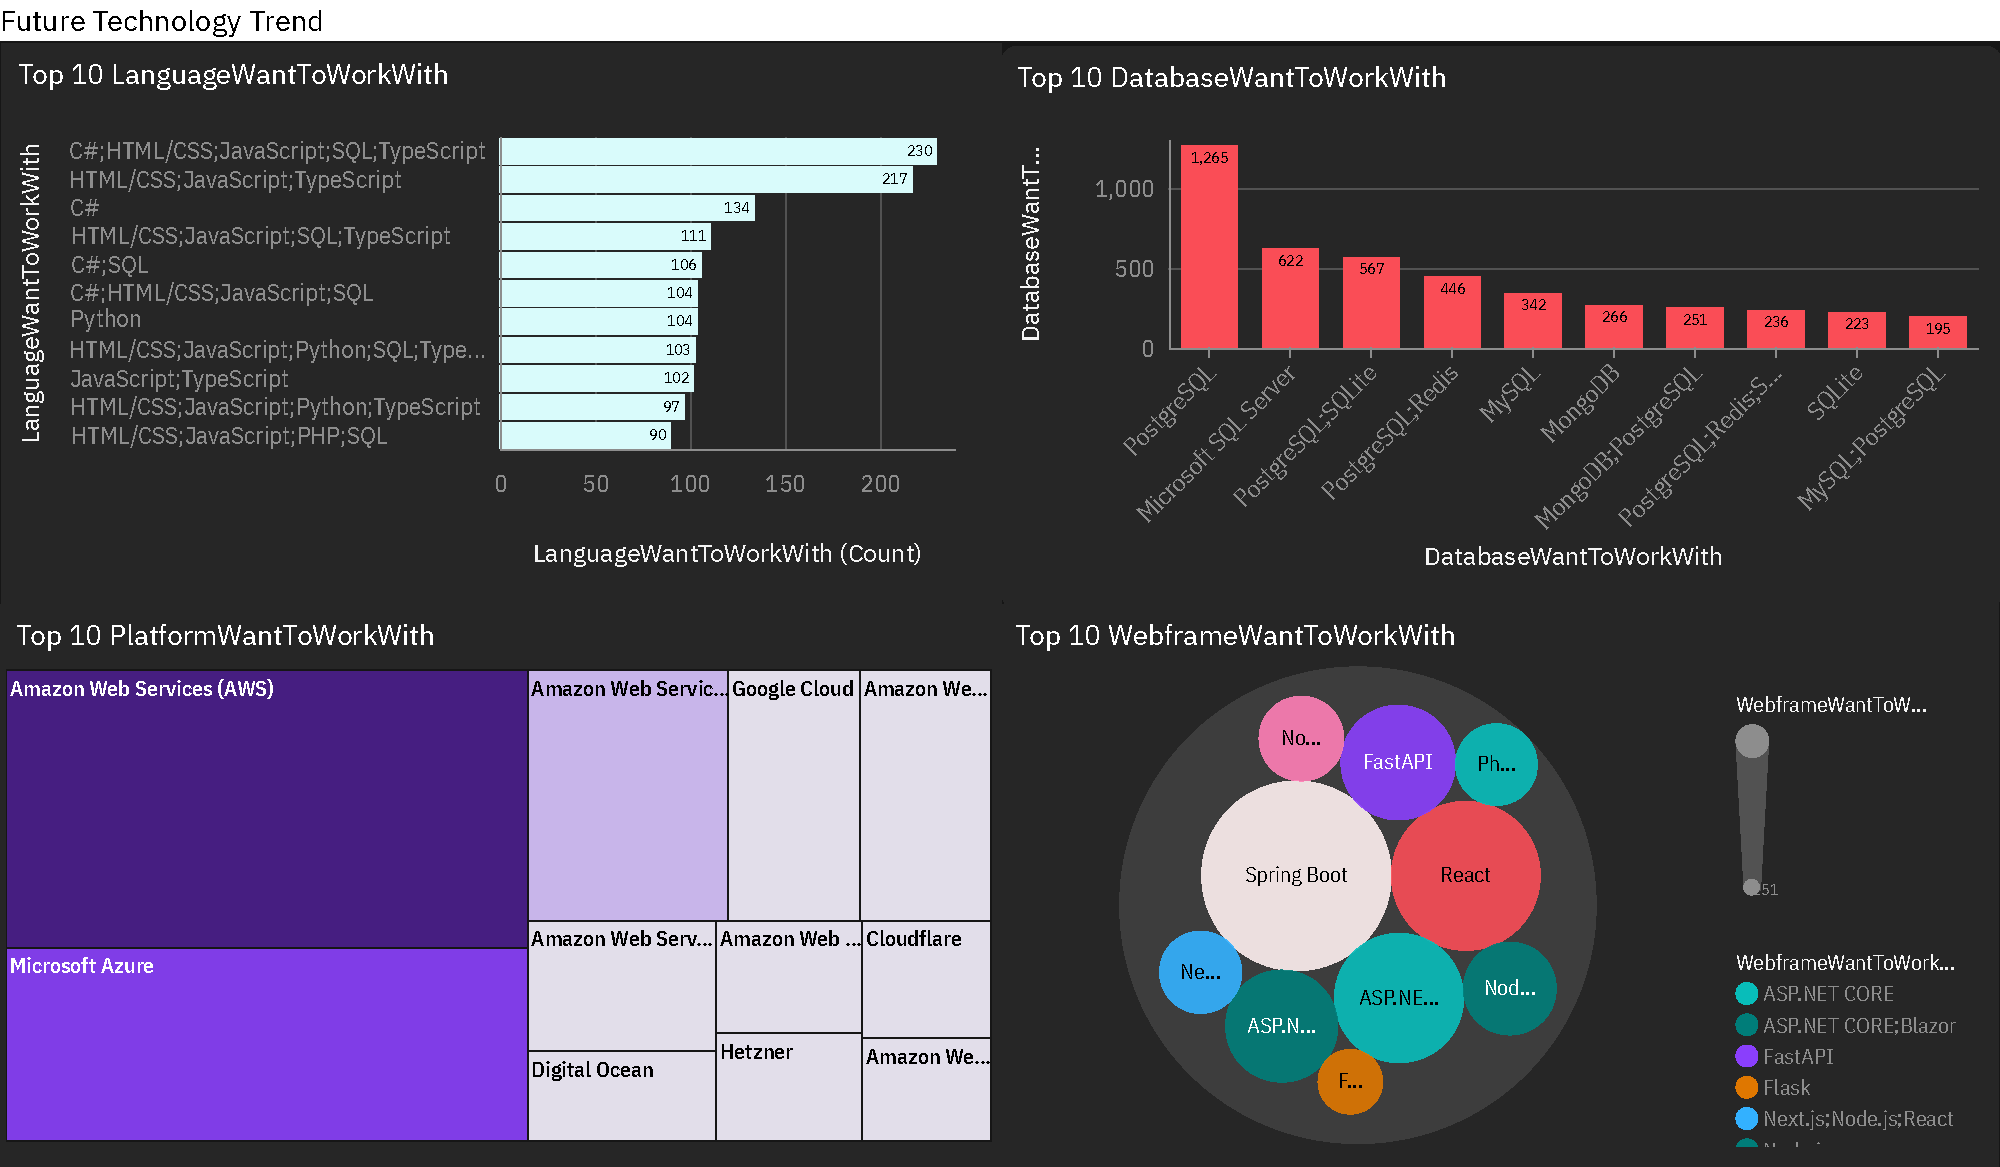 Future Technology Trend
Top 10 LanguageWantToWorkWith
LanguageWantToWorkWith
C#;HTML/CSS;JavaScript;SQL;TypeScript
230
HTML/CSS;JavaScript;TypeScript
217
C#
134
HTML/CSS;JavaScript;SQL;TypeScript
111
C#;SQL
106
C#;HTML/CSS;JavaScript;SQL
104
Python
104
HTML/CSS;JavaScript;Python;SQL;Type...
103
JavaScript;TypeScript
102
HTML/CSS;JavaScript;Python;TypeScript
97
HTML/CSS;JavaScript;PHP;SQL
90
0 50 100 150 200
LanguageWantToWorkWith (Count)
Top 10 DatabaseWantToWorkWith
DatabaseWantT...
1,000
500
0
1,265
622
567
446
342
266
251
236
223
195
PostgreSQL
Microsoft SQL Server
PostgreSQL;SQLite
PostgreSQL;Redis
MySQL
MongoDB
MongoDB;PostgreSQL
PostgreSQL;Redis;S...
SQLite
MySQL;PostgreSQL
DatabaseWantToWorkWith
Top 10 PlatformWantToWorkWith
Amazon Web Services (AWS)
Microsoft Azure
Amazon Web Servic...
Google Cloud
Amazon We...
Amazon Web Serv...
Amazon Web ...
Cloudflare
Digital Ocean
Hetzner
Amazon We...
Top 10 WebframeWantToWorkWith
No...
FastAPI
Ph...
Spring Boot
React
Ne...
ASP.N...
ASP.NE...
Nod...
F...
WebframeWantToW...
WebframeWantToWork...
ASP.NET CORE
ASP.NET CORE;Blazor
FastAPI
Flask
Next.js;Node.js;React